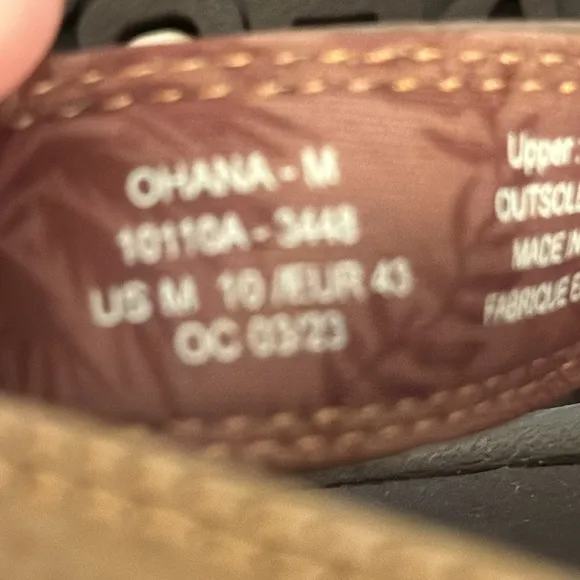 OHANA - M
10110A - 3448
US M 10 /EUR 43
OC 03/23
Upper:
OUTSOLE
MADE IN
FABRIQUE E